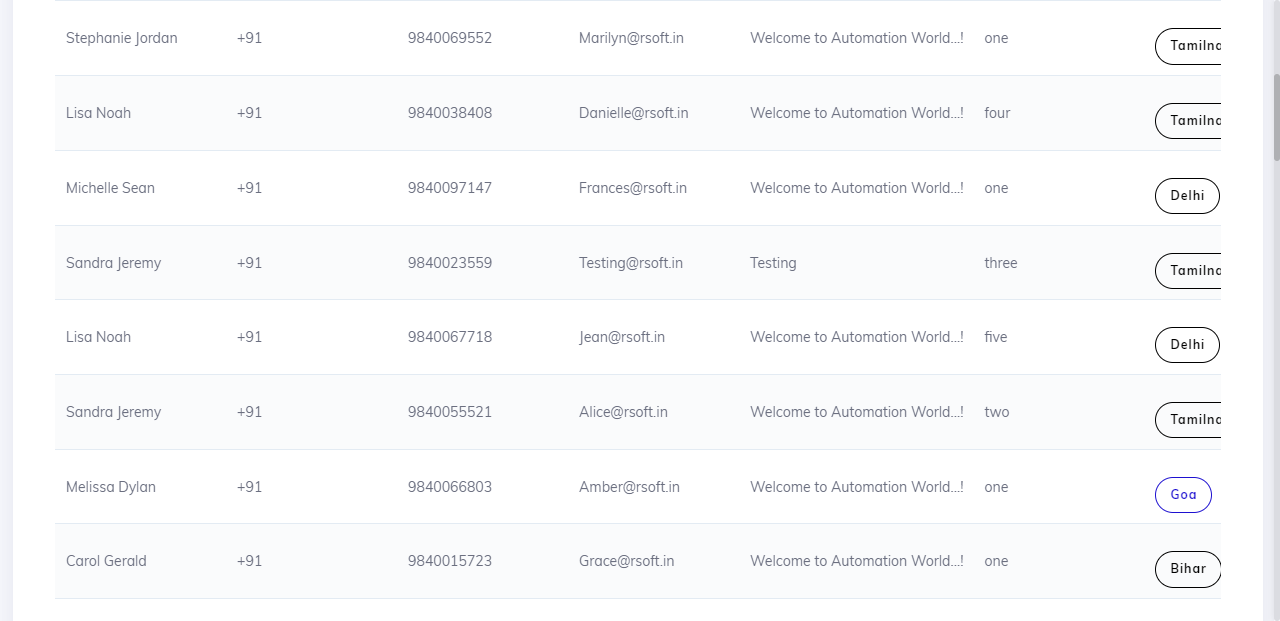 Stephanie Jordan +91 9840069552 Marilyn@rsoft.in Welcome to Automation World...! one
Lisa Noah +91 9840038408 Danielle@rsoft.in Welcome to Automation World...! four
Michelle Sean +91 9840097147 Frances@rsoft.in Welcome to Automation World...! one Delhi
Sandra Jeremy +91 9840023559 Testing@rsoft.in Testing three
Lisa Noah +91 9840067718 Jean@rsoft.in Welcome to Automation World...! five Delhi
Sandra Jeremy +91 9840055521 Alice@rsoft.in Welcome to Automation World...! two
Melissa Dylan +91 9840066803 Amber@rsoft.in Welcome to Automation World...! one Goa
Carol Gerald +91 9840015723 Grace@rsoft.in Welcome to Automation World...! one Bihar